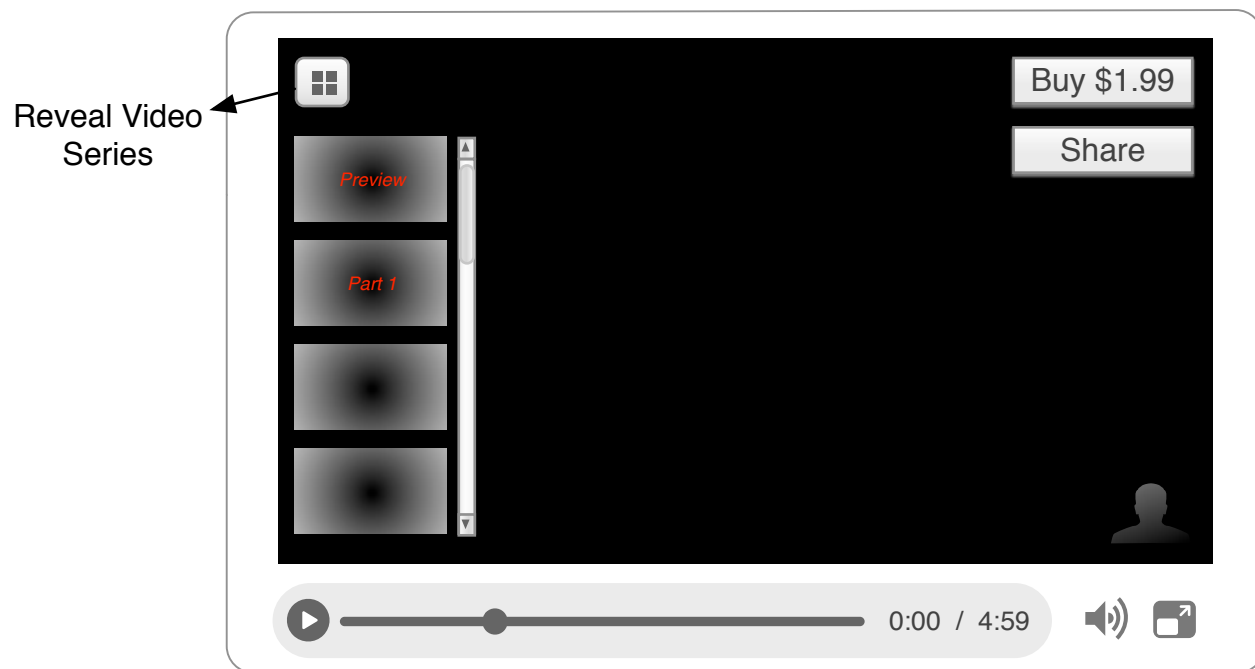 Reveal Video
Series
Buy $1.99
Share
Preview
Part 1
0:00 / 4:59